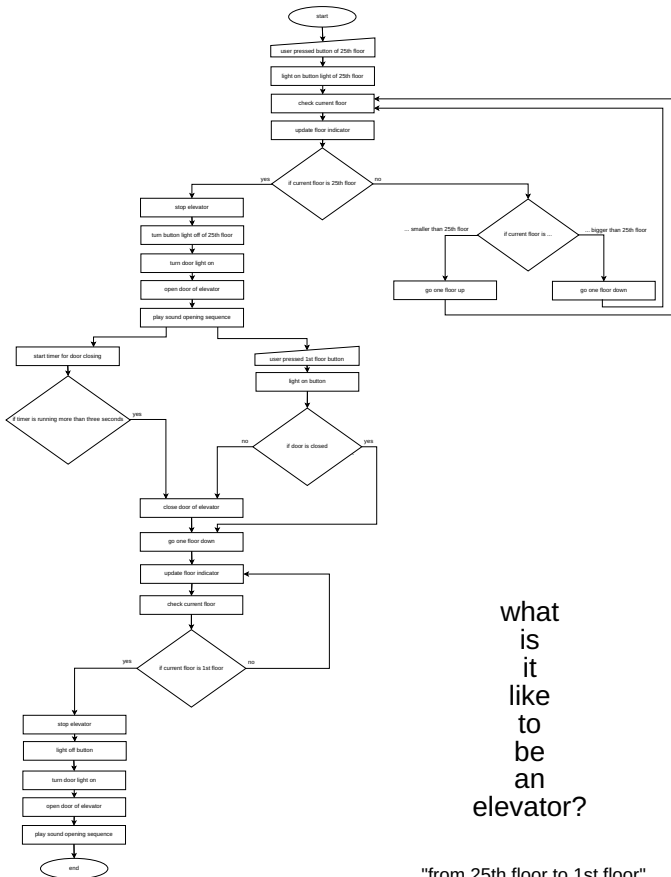 start
user pressed button of 25th floor
light on button light of 25th floor
check current floor
update floor indicator
yes
if current floor is 25th floor
no
stop elevator
turn button light off of 25th floor
turn door light on
open door of elevator
play sound opening sequence
... smaller than 25th floor
if current floor is ...
... bigger than 25th floor
go one floor up
go one floor down
start timer for door closing
user pressed 1st floor button
light on button
if timer is running more than three seconds
yes
no
if door is closed
yes
close door of elevator
go one floor down
update floor indicator
check current floor
yes
if current floor is 1st floor
no
stop elevator
light off button
turn door light on
open door of elevator
play sound opening sequence
end
what
is
it
like
to
be
an
elevator?
"from 25th floor to 1st floor"